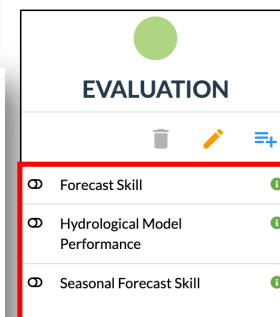 EVALUATION
Forecast Skill
Hydrological Model
Performance
Seasonal Forecast Skill